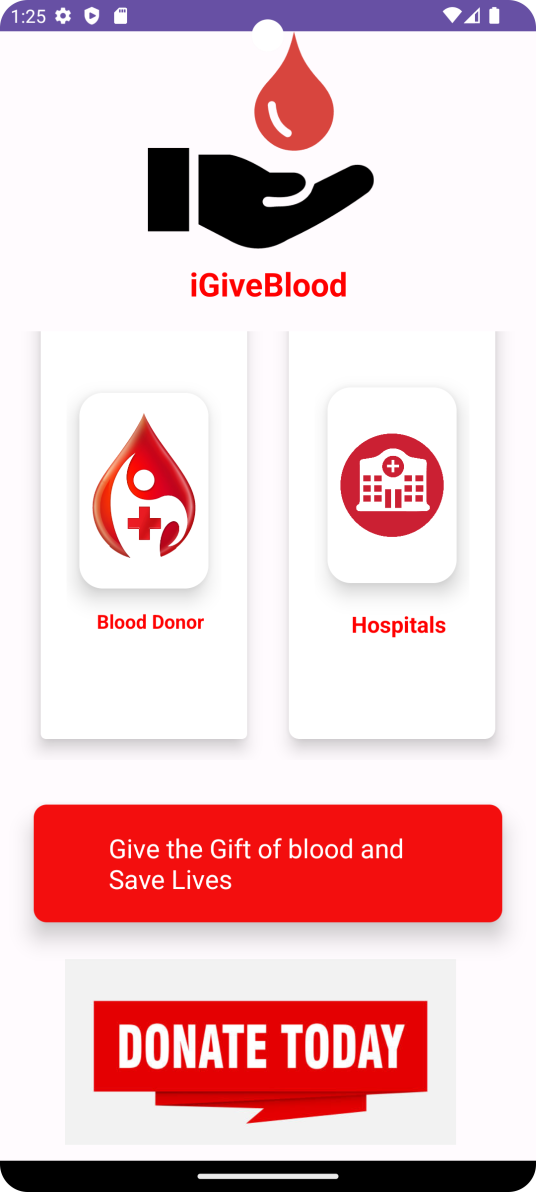 1:25
iGiveBlood
Blood Donor
Hospitals
Give the Gift of blood and
Save Lives
DONATE TODAY